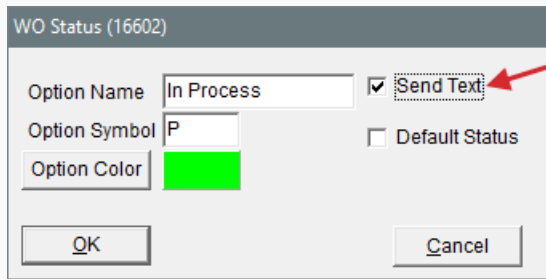 WO Status (16602)
Option Name In Process Send Text
Option Symbol P Default Status
Option Color
OK Cancel